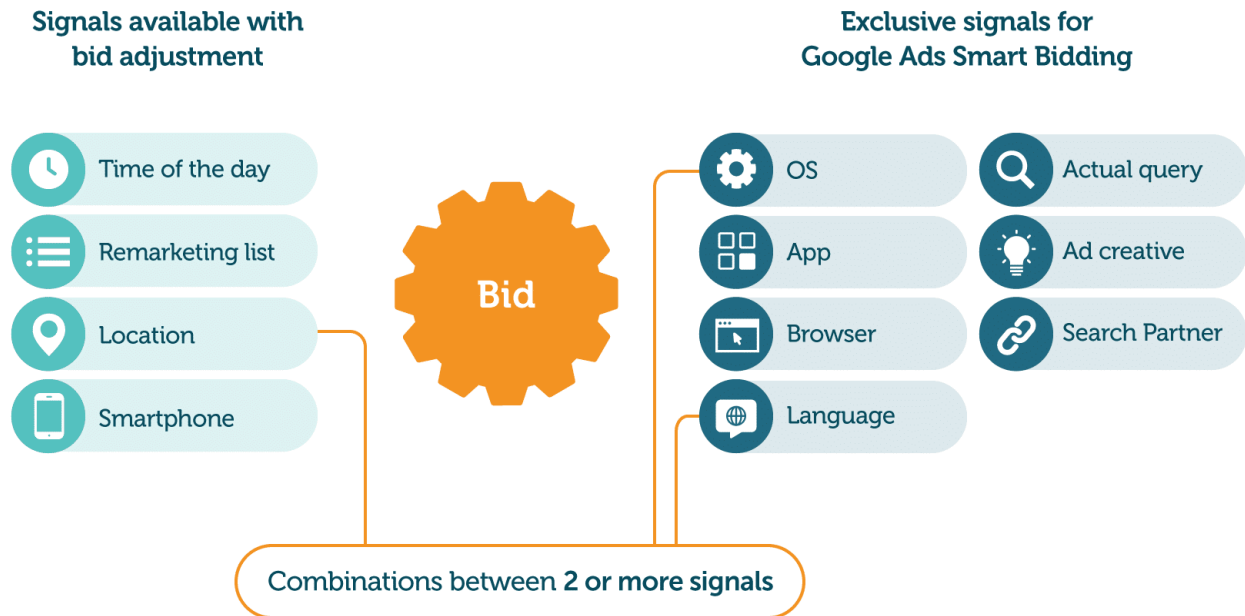 Signals available with
bid adjustment
Time of the day
Remarketing list
Location
Smartphone
Bid
Exclusive signals for
Google Ads Smart Bidding
OS
App
Browser
Language
Actual query
Ad creative
Search Partner
Combinations between 2 or more signals